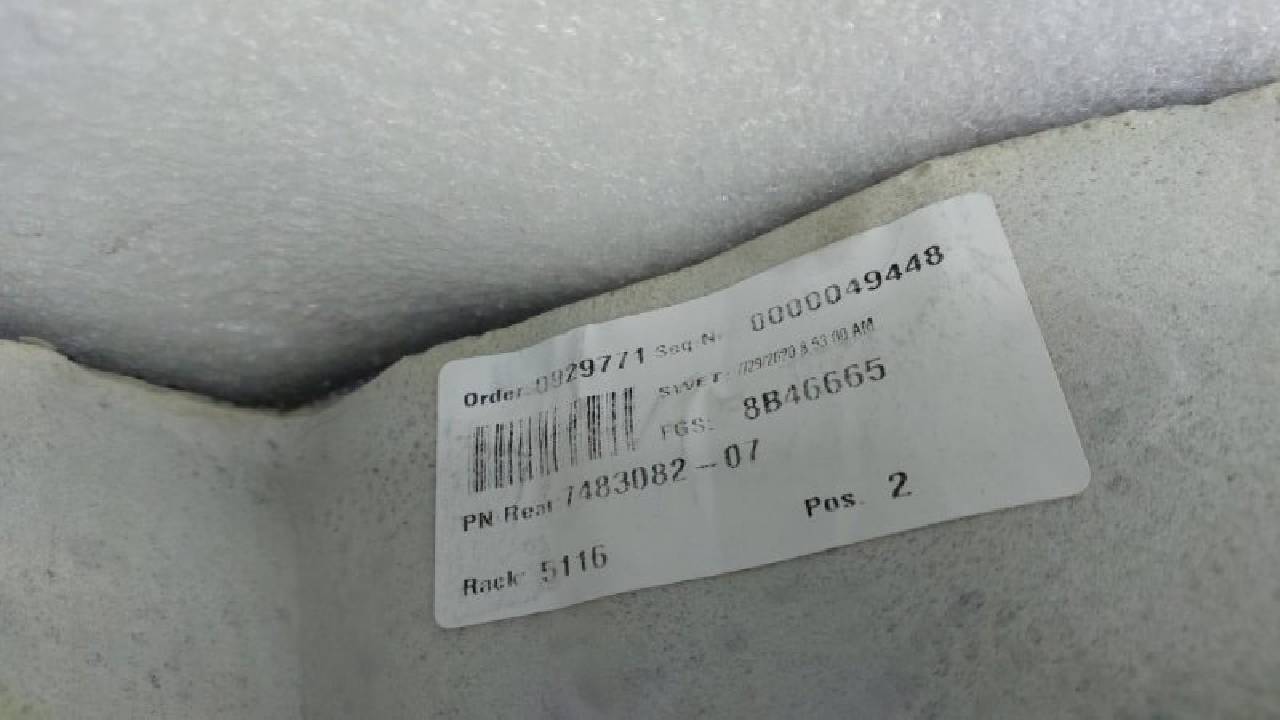 Order: 0929771 Seq N. 0000049448
SWET: 7/29/2020 8:53:00 AM
FGS: 8B46665
PN Rear 7483082-07
Pos. 2
Rack: 5116